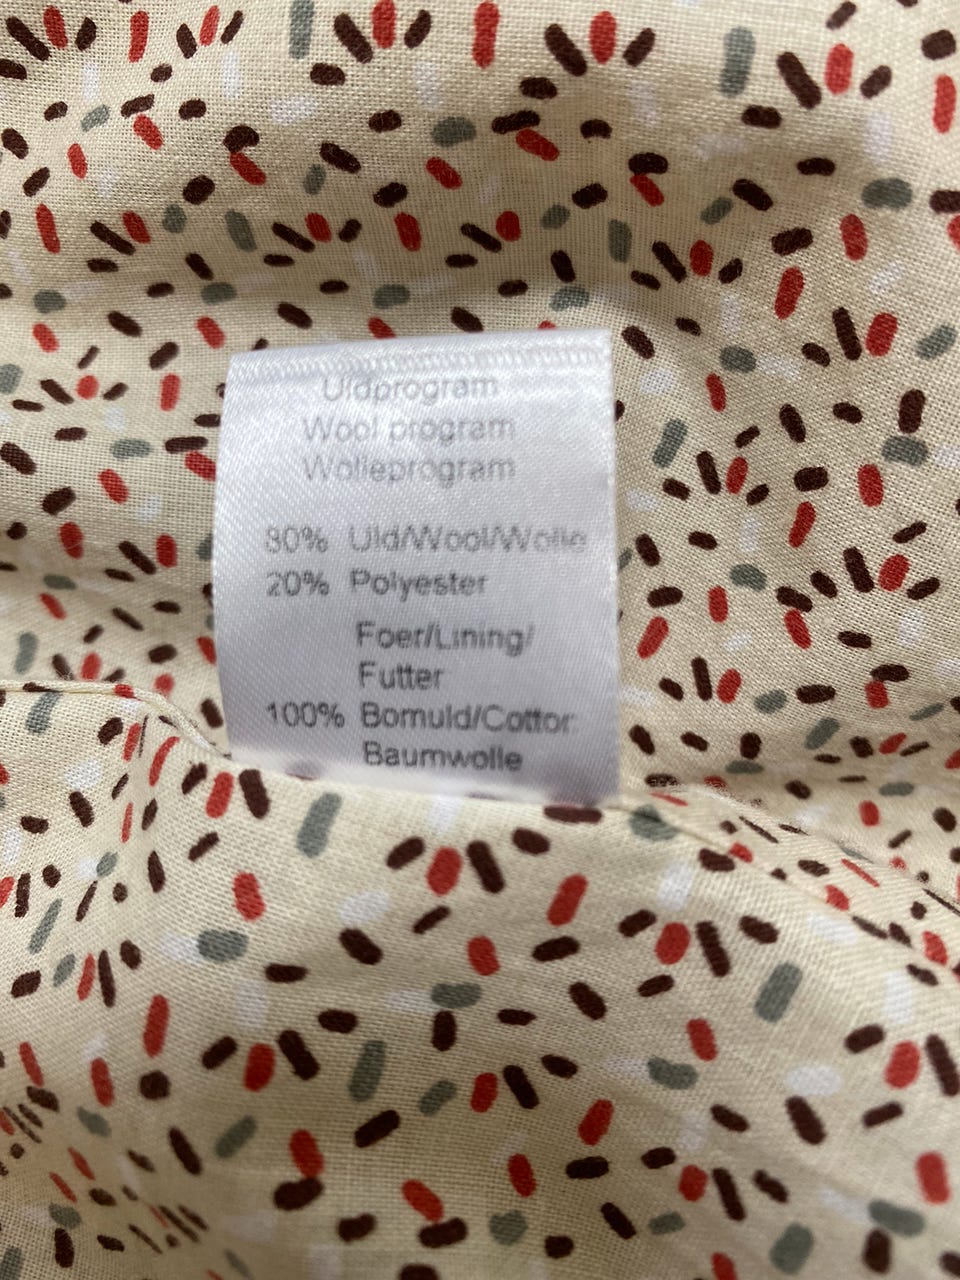 Uldprogram
Wool program
Wolleprogram
80% Uld/Wool/Wolle
20% Polyester
Foer/Lining/
Futter
100% Bomuld/Cotton
Baumwolle